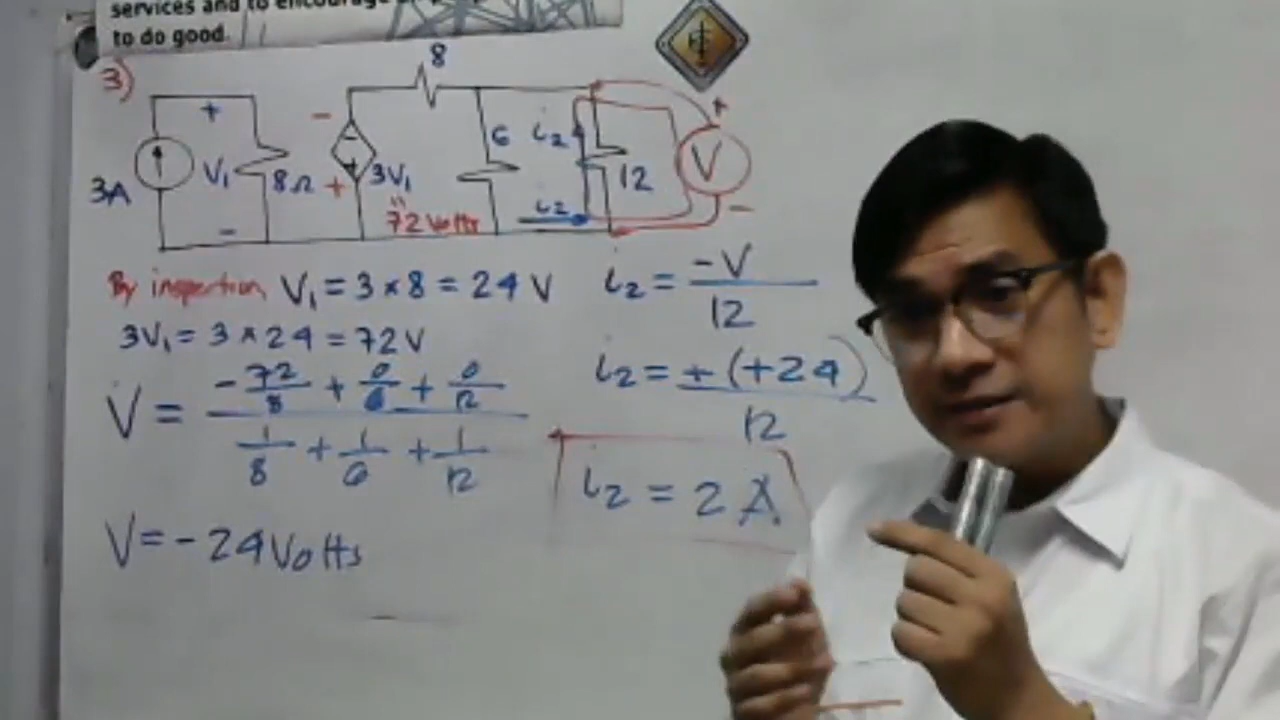 services and to encourage
to do good.
3)
8
+
-
+
3A
V₁
8Ω
-
+
3V₁
"
72 Volts
6
i₂
12
V
-
i₂
+
-
By inspection, V₁ = 3 × 8 = 24 V
3V₁ = 3 × 24 = 72V
V = -72/8 + 0/6 + 0/12
1/8 + 1/6 + 1/12
V = -24 Volts
i₂ = -V/12
i₂ = + (+24)/12
i₂ = 2 A